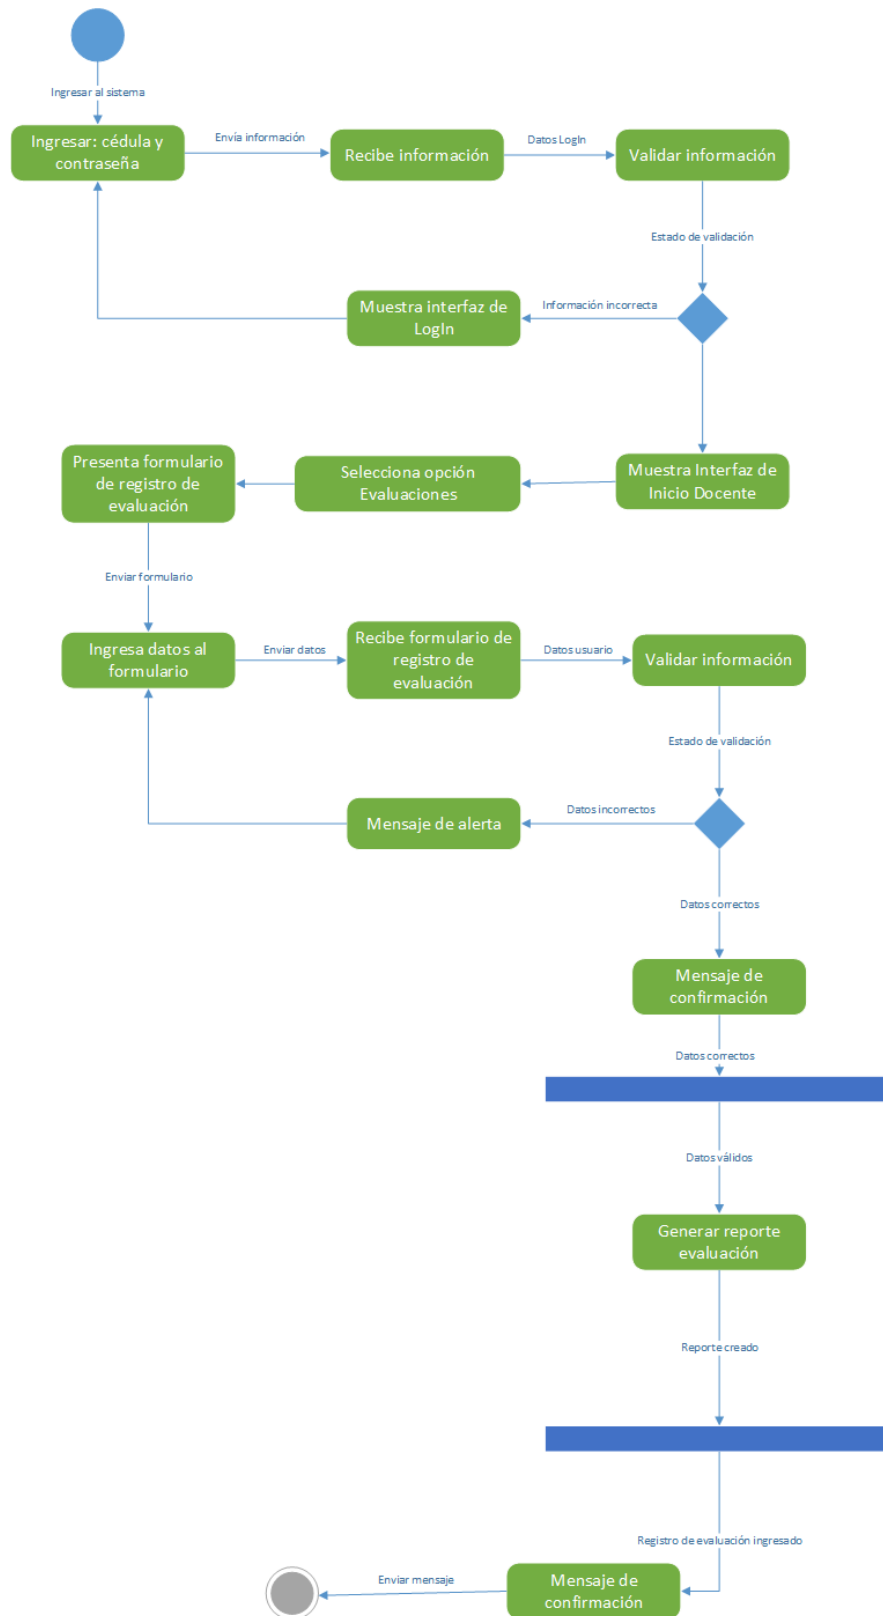 Ingresar al sistema
Ingresar: cédula y
contraseña
Envía información
Recibe información
Datos LogIn
Validar información
Estado de validación
Información incorrecta
Muestra interfaz de
LogIn
Muestra Interfaz de
Inicio Docente
Selecciona opción
Evaluaciones
Presenta formulario
de registro de
evaluación
Enviar formulario
Ingresa datos al
formulario
Enviar datos
Recibe formulario de
registro de
evaluación
Datos usuario
Validar información
Estado de validación
Datos incorrectos
Mensaje de alerta
Datos correctos
Mensaje de
confirmación
Datos correctos
Datos válidos
Generar reporte
evaluación
Reporte creado
Registro de evaluación ingresado
Mensaje de
confirmación
Enviar mensaje